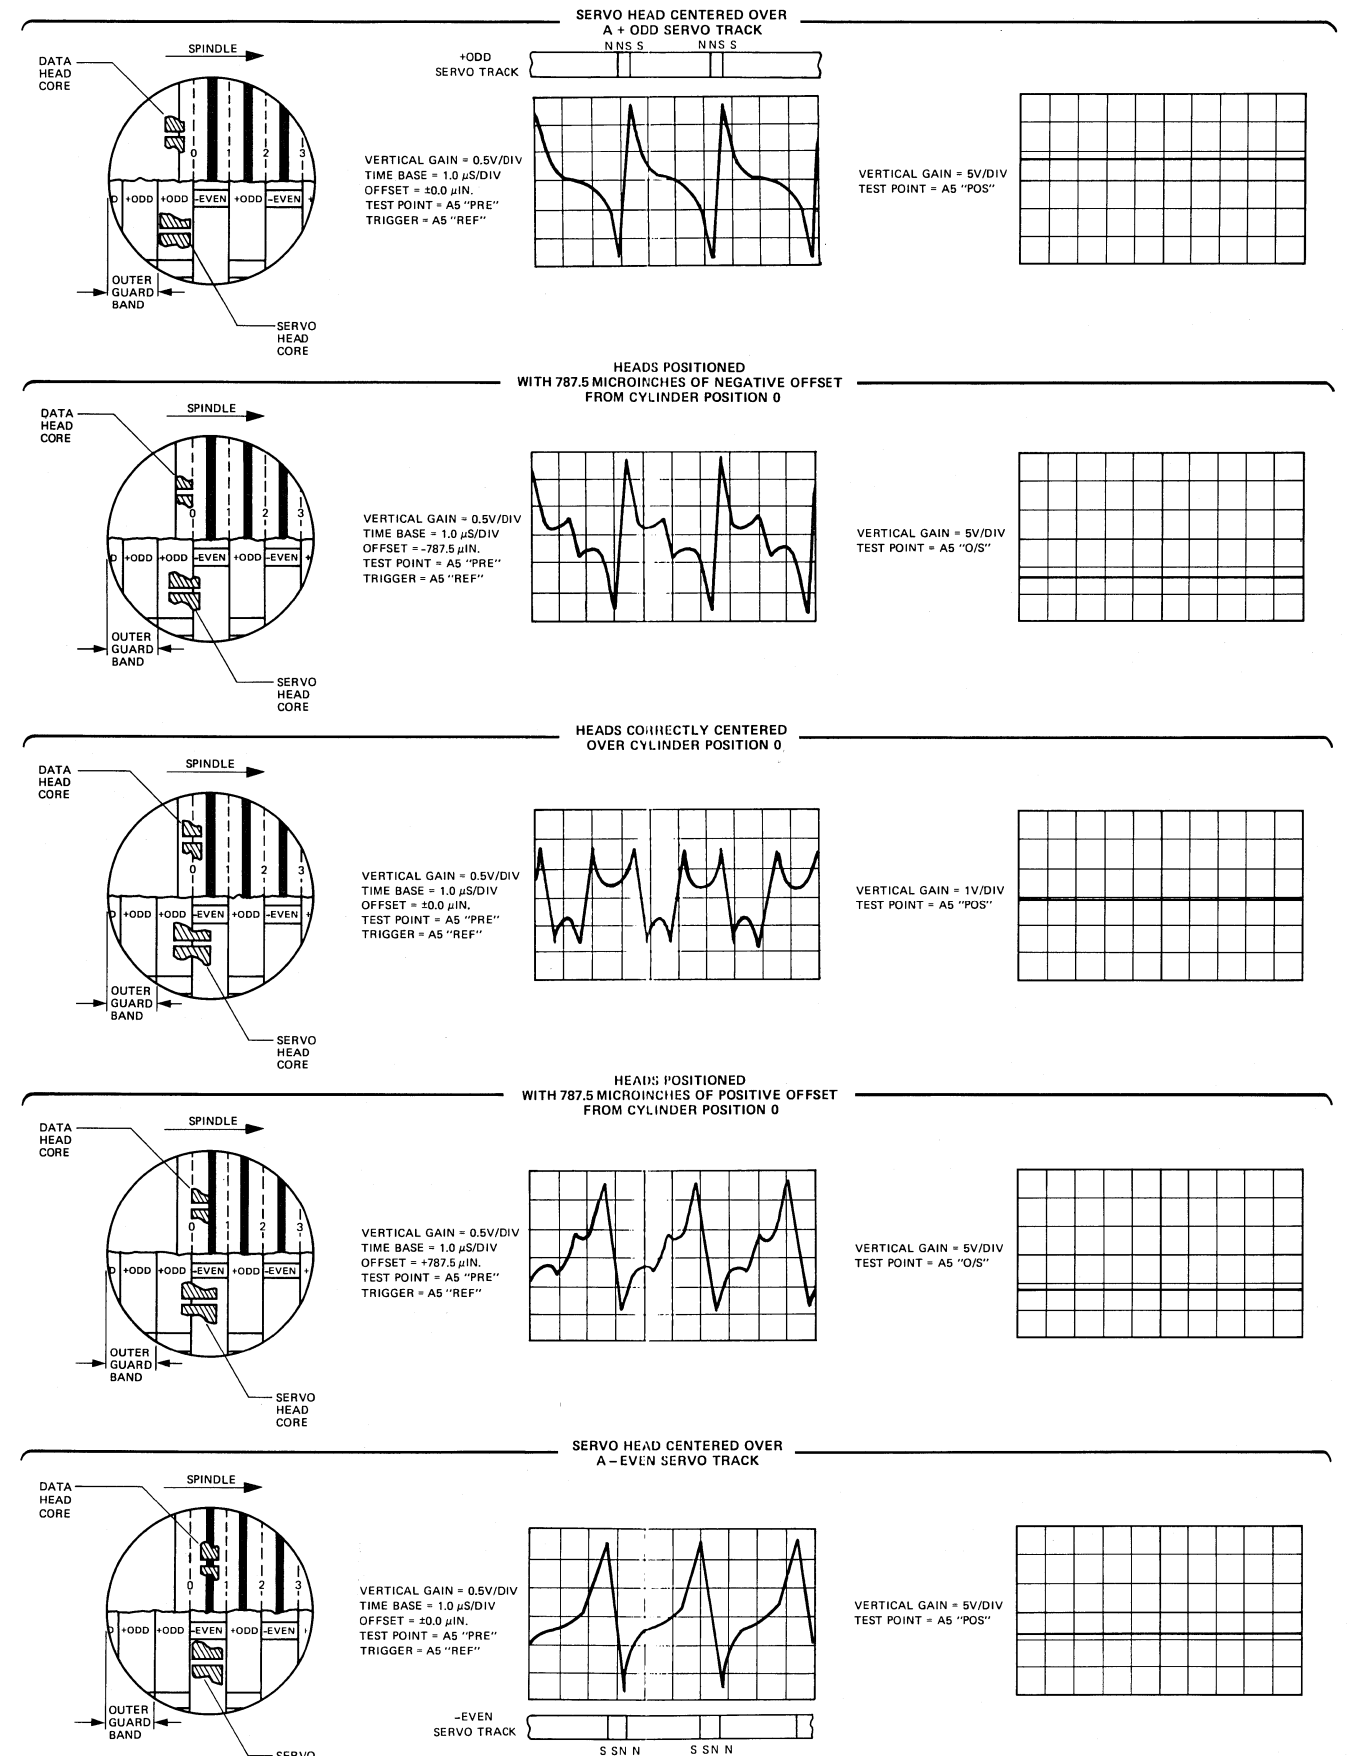 SERVO HEAD CENTERED OVER
A + ODD SERVO TRACK
SPINDLE
DATA
HEAD
CORE
0 1 2 3
D +ODD +ODD -EVEN +ODD -EVEN +
OUTER
GUARD
BAND
SERVO
HEAD
CORE
VERTICAL GAIN = 0.5V/DIV
TIME BASE = 1.0 µS/DIV
OFFSET = ±0.0 µIN.
TEST POINT = A5 "PRE"
TRIGGER = A5 "REF"
NNS S NNS S
+ODD
SERVO TRACK
VERTICAL GAIN = 5V/DIV
TEST POINT = A5 "POS"
HEADS POSITIONED
WITH 787.5 MICROINCHES OF NEGATIVE OFFSET
FROM CYLINDER POSITION 0
SPINDLE
DATA
HEAD
CORE
0 1 2 3
D +ODD +ODD -EVEN +ODD -EVEN +
OUTER
GUARD
BAND
SERVO
HEAD
CORE
VERTICAL GAIN = 0.5V/DIV
TIME BASE = 1.0 µS/DIV
OFFSET = -787.5 µIN.
TEST POINT = A5 "PRE"
TRIGGER = A5 "REF"
VERTICAL GAIN = 5V/DIV
TEST POINT = A5 "O/S"
HEADS CORRECTLY CENTERED
OVER CYLINDER POSITION 0
SPINDLE
DATA
HEAD
CORE
0 1 2 3
D +ODD +ODD -EVEN +ODD -EVEN +
OUTER
GUARD
BAND
SERVO
HEAD
CORE
VERTICAL GAIN = 0.5V/DIV
TIME BASE = 1.0 µS/DIV
OFFSET = ±0.0 µIN.
TEST POINT = A5 "PRE"
TRIGGER = A5 "REF"
VERTICAL GAIN = 1V/DIV
TEST POINT = A5 "POS"
HEADS POSITIONED
WITH 787.5 MICROINCHES OF POSITIVE OFFSET
FROM CYLINDER POSITION 0
SPINDLE
DATA
HEAD
CORE
0 1 2 3
D +ODD +ODD -EVEN +ODD -EVEN +
OUTER
GUARD
BAND
SERVO
HEAD
CORE
VERTICAL GAIN = 0.5V/DIV
TIME BASE = 1.0 µS/DIV
OFFSET = +787.5 µIN.
TEST POINT = A5 "PRE"
TRIGGER = A5 "REF"
VERTICAL GAIN = 5V/DIV
TEST POINT = A5 "O/S"
SERVO HEAD CENTERED OVER
A – EVEN SERVO TRACK
SPINDLE
DATA
HEAD
CORE
0 1 2 3
+ODD +ODD -EVEN +ODD -EVEN
OUTER
GUARD
BAND
SERVO
VERTICAL GAIN = 0.5V/DIV
TIME BASE = 1.0 µS/DIV
OFFSET = ±0.0 µIN.
TEST POINT = A5 "PRE"
TRIGGER = A5 "REF"
VERTICAL GAIN = 5V/DIV
TEST POINT = A5 "POS"
-EVEN
SERVO TRACK
S SN N S SN N